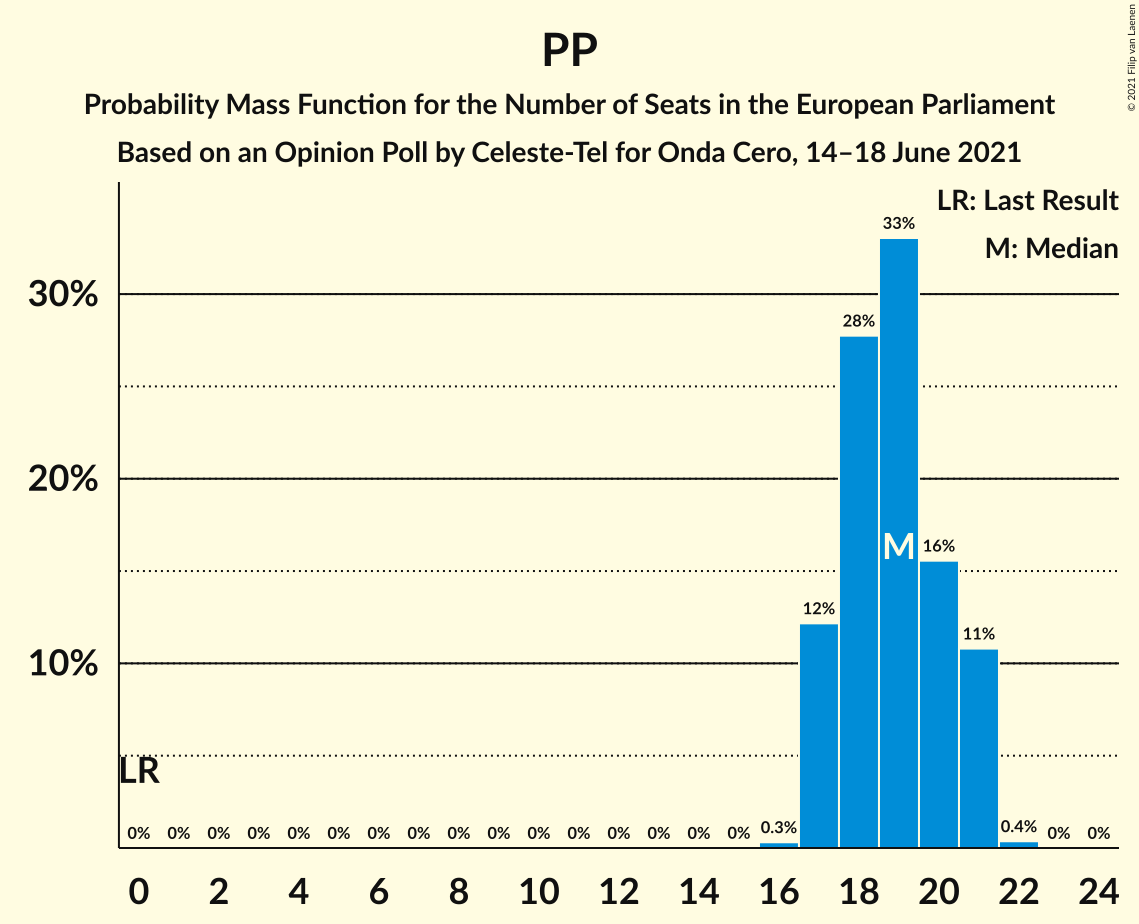 PP
Probability Mass Function for the Number of Seats in the European Parliament
Based on an Opinion Poll by Celeste-Tel for Onda Cero, 14–18 June 2021
© 2021 Filip van Laenen
LR: Last Result
M: Median
33%
30%
28%
20%
M
16%
12%
11%
10%
LR
0% 0% 0% 0% 0% 0% 0% 0% 0% 0% 0% 0% 0% 0% 0% 0% 0.3% 0.4% 0% 0%
0 2 4 6 8 10 12 14 16 18 20 22 24